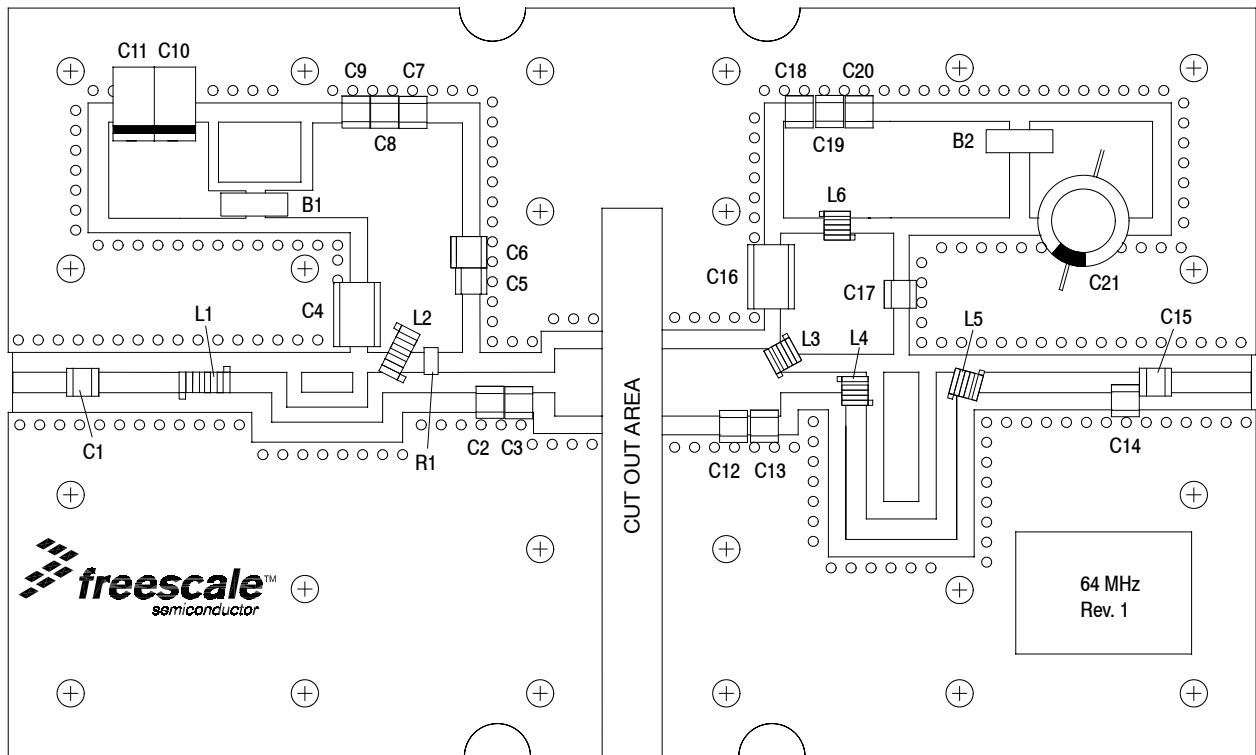 C11 C10
C9 C7
C8
B1
C6
C5
C4
L1
L2
C1
R1
C2 C3
C18 C20
C19
B2
L6
C16
C17
C21
L3
L4
L5
C15
C14
C12 C13
CUT OUT AREA
freescale™
semiconductor
64 MHz
Rev. 1